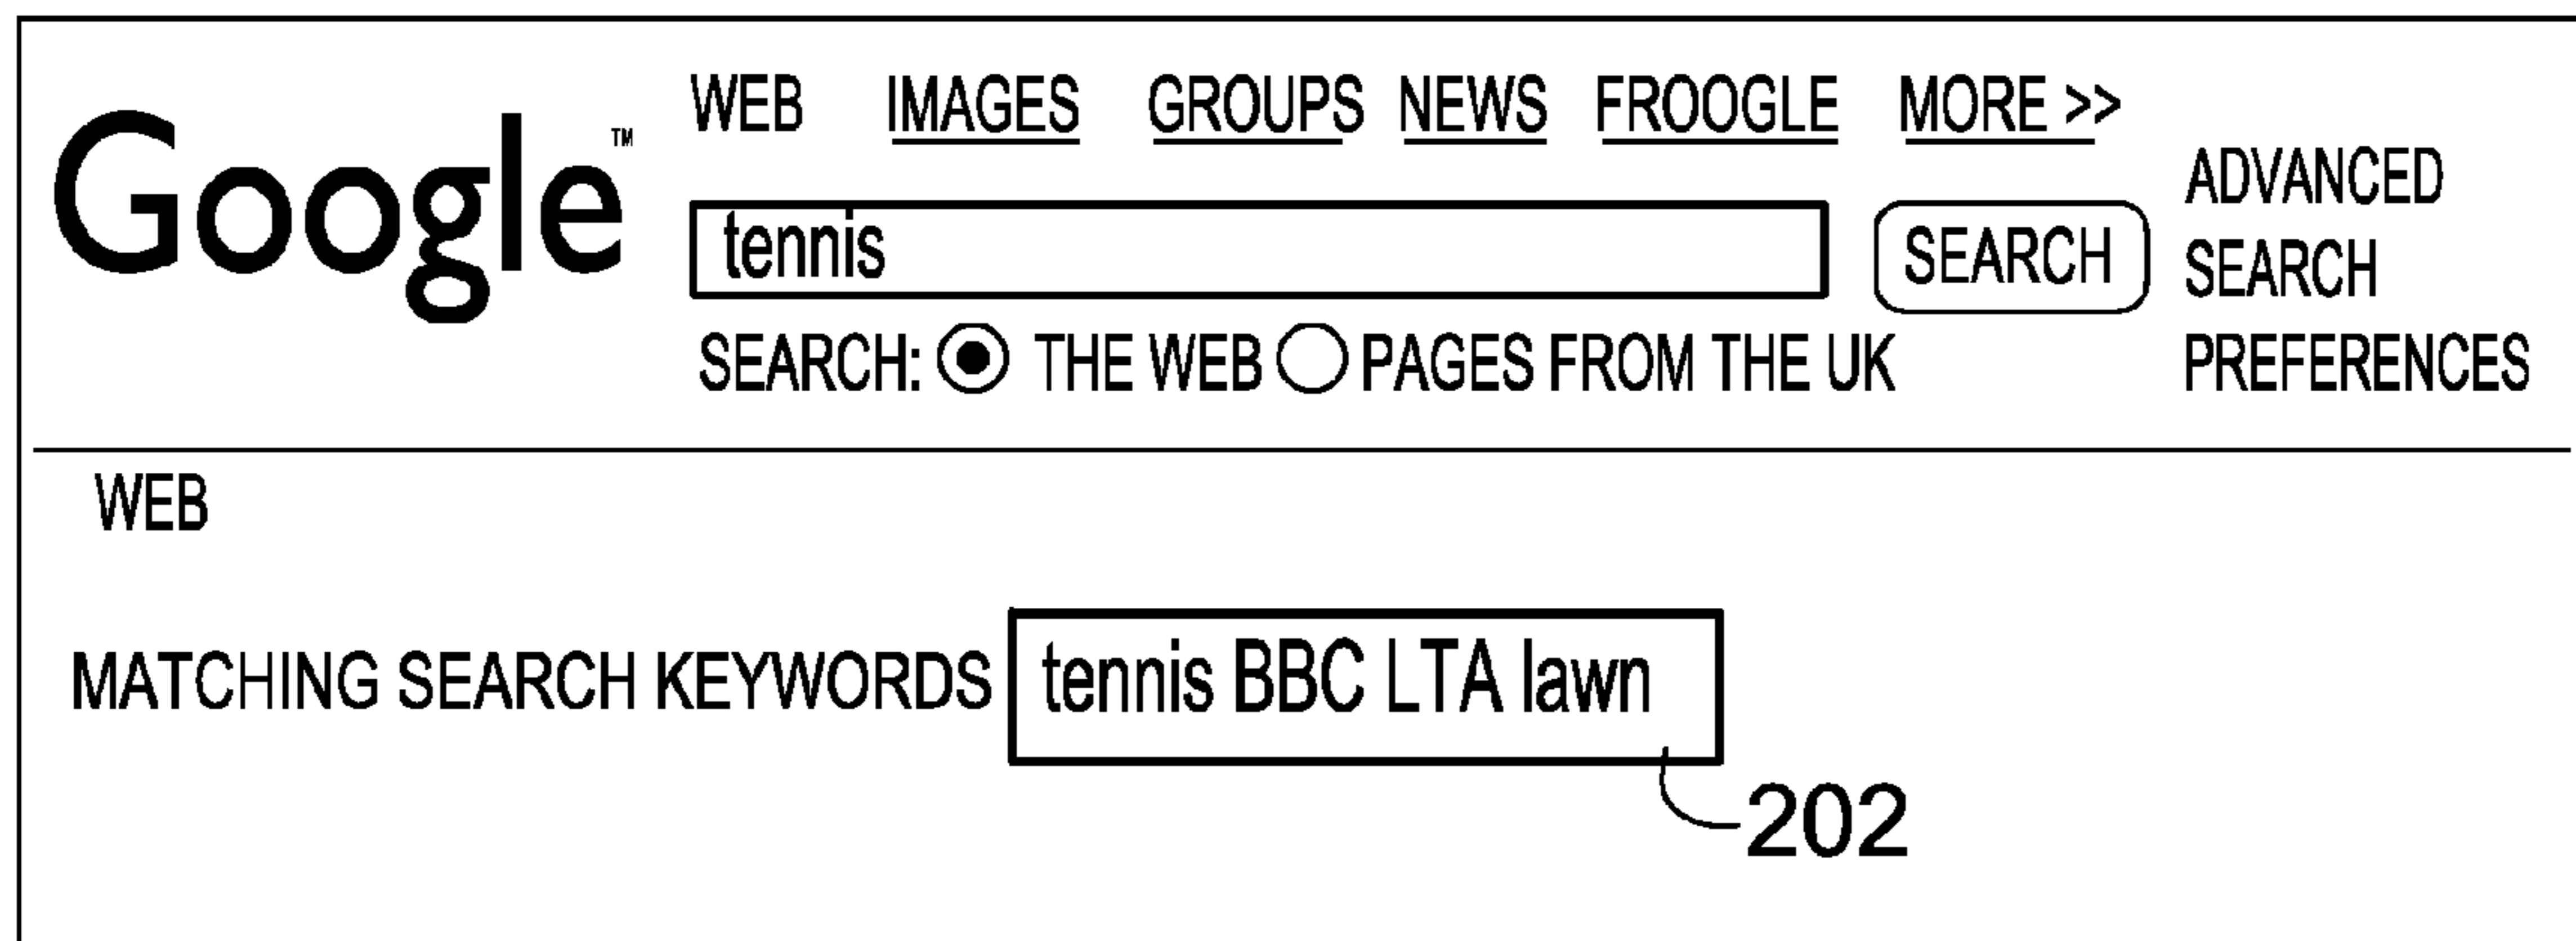 Google™
WEB IMAGES GROUPS NEWS FROOGLE MORE >>
tennis
SEARCH
ADVANCED
SEARCH
PREFERENCES
SEARCH: THE WEB PAGES FROM THE UK
WEB
MATCHING SEARCH KEYWORDS tennis BBC LTA lawn
202